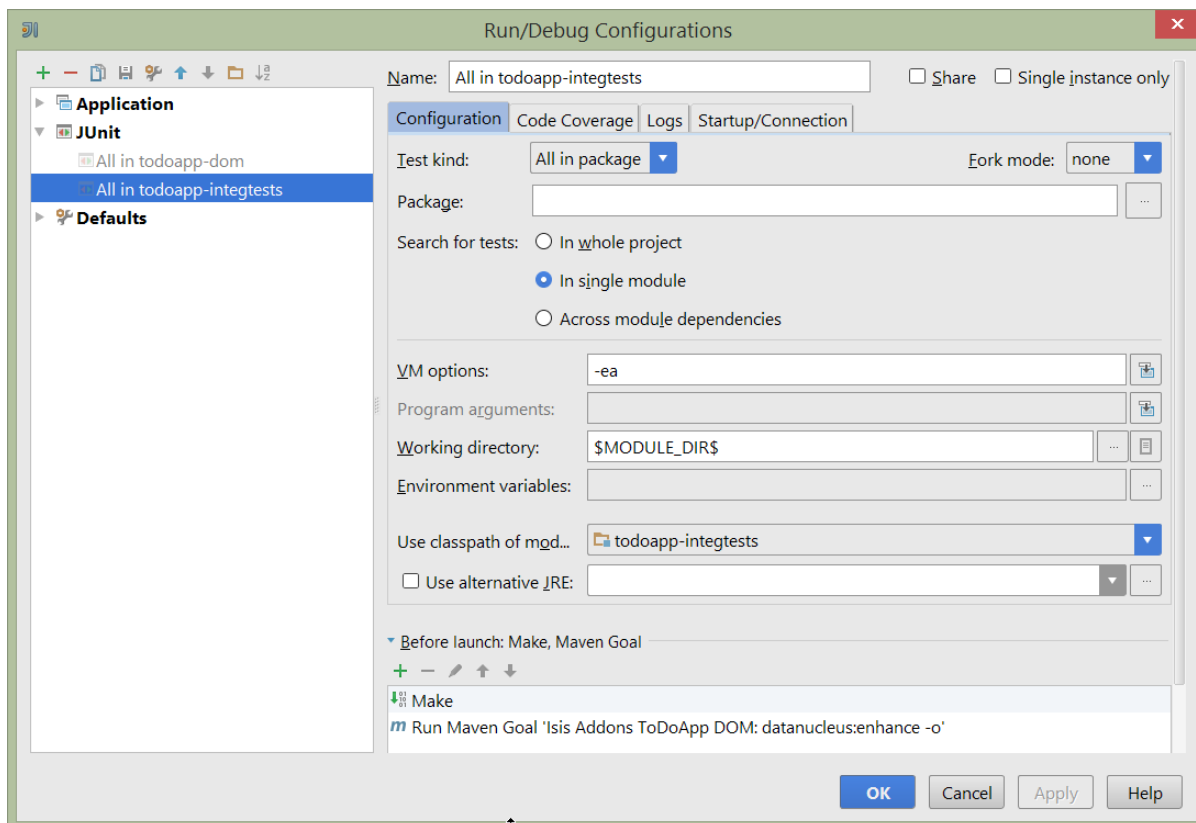 Run/Debug Configurations
Name: All in todoapp-integtests Share Single instance only
Application
JUnit
All in todoapp-dom
All in todoapp-integtests
Defaults
Configuration Code Coverage Logs Startup/Connection
Test kind: All in package Fork mode: none
Package: ...
Search for tests: In whole project
In single module
Across module dependencies
VM options: -ea
Program arguments:
Working directory: $MODULE_DIR$ ...
Environment variables: ...
Use classpath of mod... todoapp-integtests
Use alternative JRE: ...
Before launch: Make, Maven Goal
Make
Run Maven Goal 'Isis Addons ToDoApp DOM: datanucleus:enhance -o'
OK Cancel Apply Help